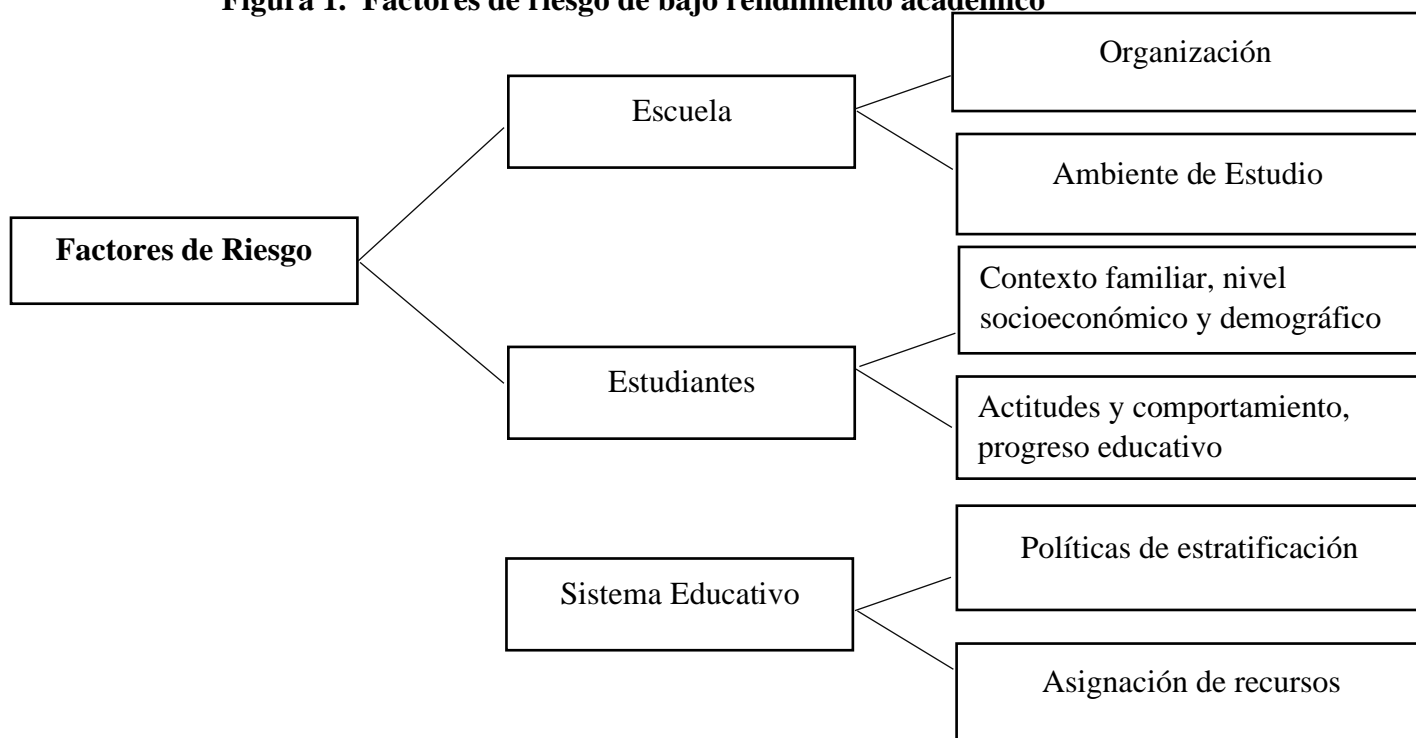 Figura 1. Factores de riesgo de bajo rendimiento académico
Organización
Escuela
Ambiente de Estudio
Factores de Riesgo
Contexto familiar, nivel
socioeconómico y demográfico
Estudiantes
Actitudes y comportamiento,
progreso educativo
Políticas de estratificación
Sistema Educativo
Asignación de recursos